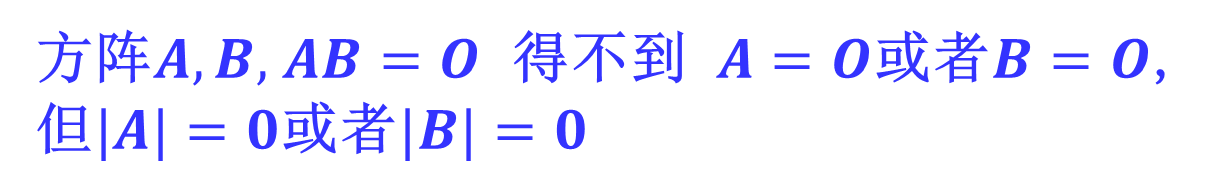 方阵A, B, AB = O 得不到 A = O或者B = O,
但|A| = 0或者|B| = 0